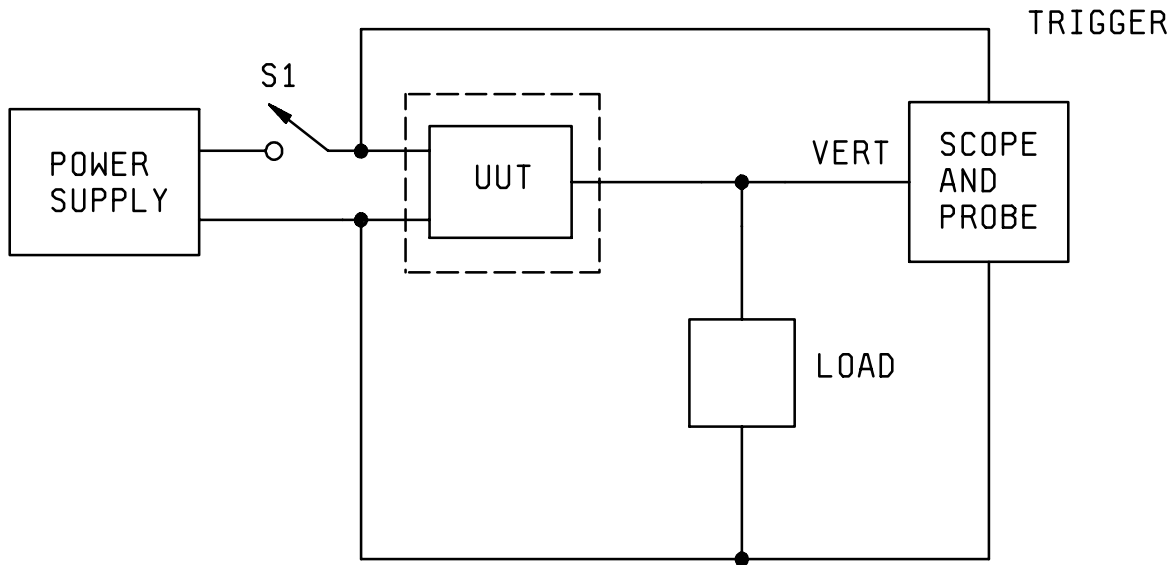 TRIGGER
S1
POWER
SUPPLY
UUT
VERT
SCOPE
AND
PROBE
LOAD